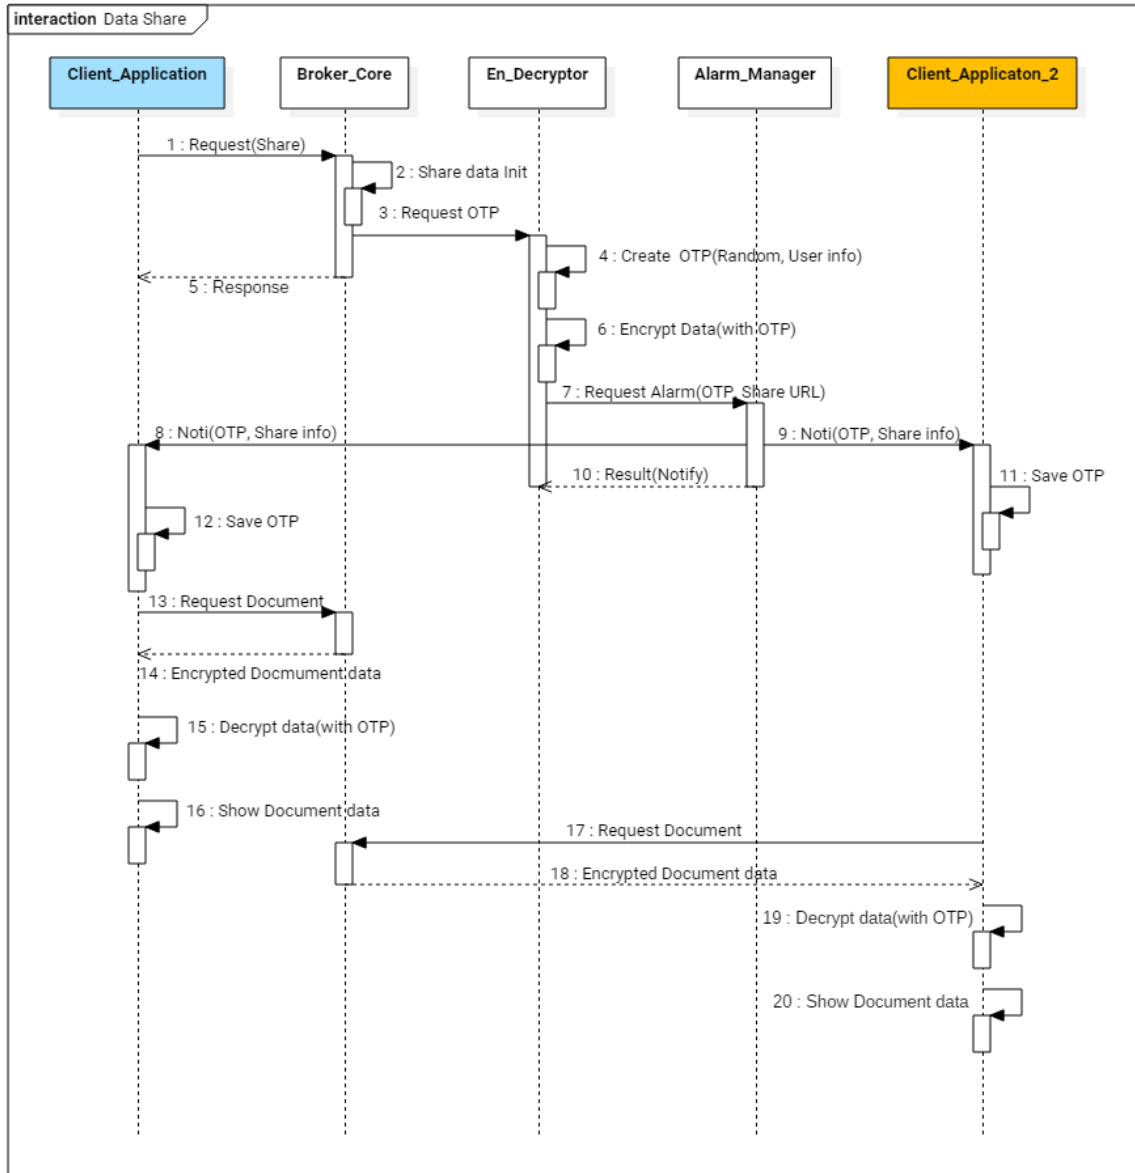 interaction Data Share
Client_Application
Broker_Core
En_Decryptor
Alarm_Manager
Client_Applicaton_2
1 : Request(Share)
2 : Share data Init
3 : Request OTP
4 : Create  OTP(Random, User info)
5 : Response
6 : Encrypt Data(with OTP)
7 : Request Alarm(OTP, Share URL)
8 : Noti(OTP, Share info)
9 : Noti(OTP, Share info)
10 : Result(Notify)
11 : Save OTP
12 : Save OTP
13 : Request Document
14 : Encrypted Docmument data
15 : Decrypt data(with OTP)
16 : Show Document data
17 : Request Document
18 : Encrypted Document data
19 : Decrypt data(with OTP)
20 : Show Document data